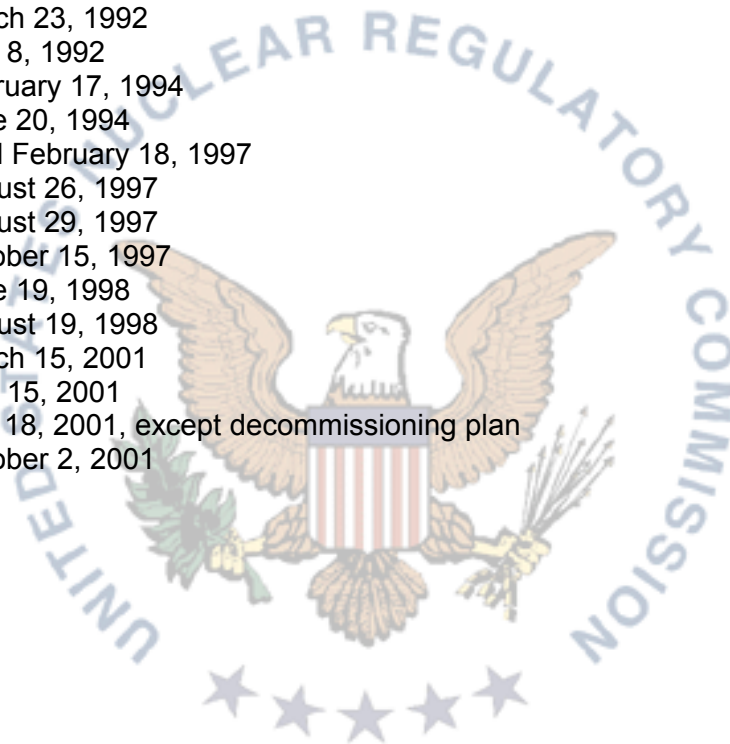 ch 23, 1992
8, 1992
ruary 17, 1994
e 20, 1994
l February 18, 1997
ust 26, 1997
ust 29, 1997
ober 15, 1997
e 19, 1998
ust 19, 1998
ch 15, 2001
15, 2001
18, 2001, except decommissioning plan
ober 2, 2001
UNITED STATES NUCLEAR REGULATORY COMMISSION